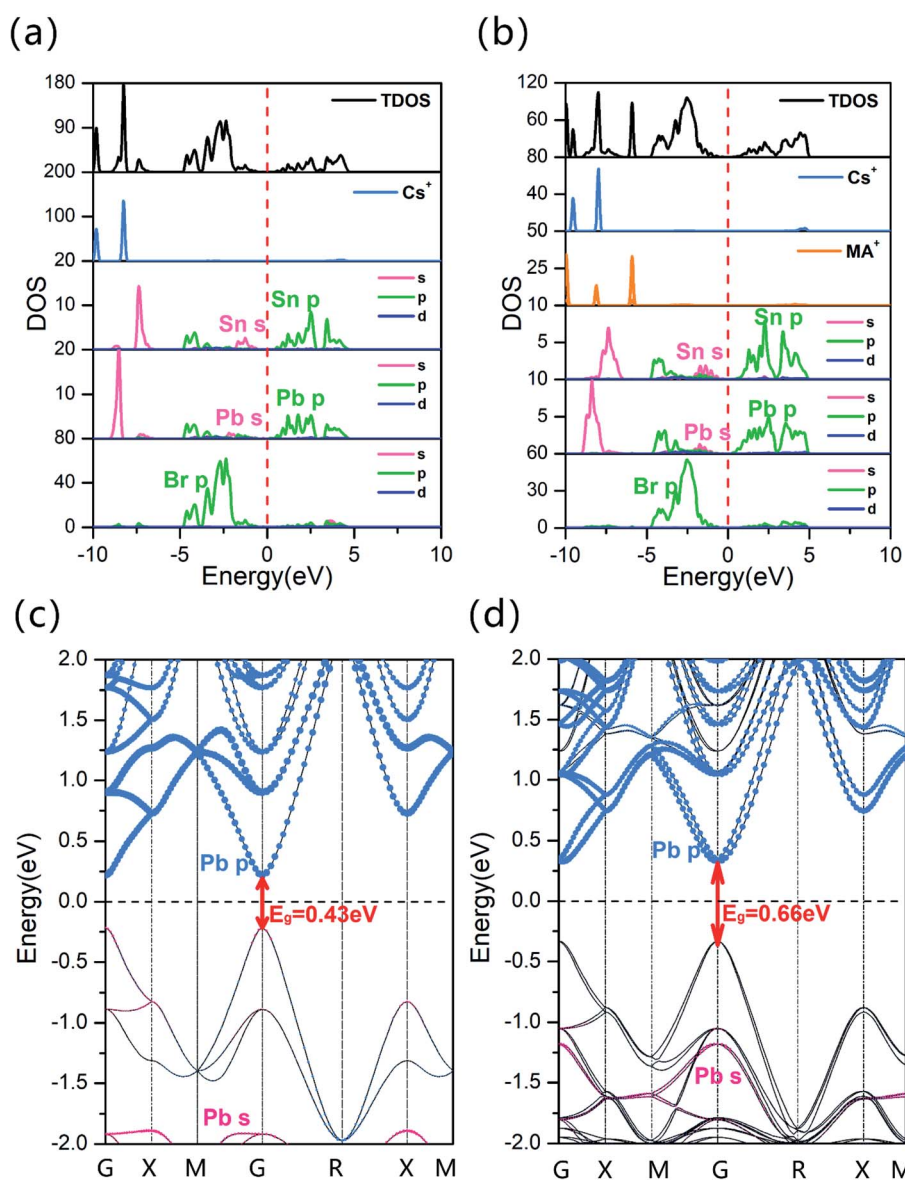 (a)
180
TDOS
90
200
Cs+
100
20
s
Sn p
p
10
Sn s
d
20
s
10
Pb p
p
Pb s
d
80
s
40
Br p
p
d
0
-10 -5 0 5 10
Energy(eV)
DOS
(b)
120
TDOS
60
80
Cs+
40
50
MA+
25
10
Sn p
s
5
Sn s
p
d
10
s
5
Pb p
p
Pb s
d
60
s
30
Br p
p
d
0
-10 -5 0 5 10
Energy(eV)
DOS
(c)
2.0
1.5
1.0
0.5
Pb p
0.0
Eg=0.43eV
-0.5
-1.0
-1.5
Pb s
-2.0
G X M G R X M
Energy(eV)
(d)
2.0
1.5
1.0
0.5
Pb p
0.0
Eg=0.66eV
-0.5
-1.0
-1.5
Pb s
-2.0
G X M G R X M
Energy(eV)